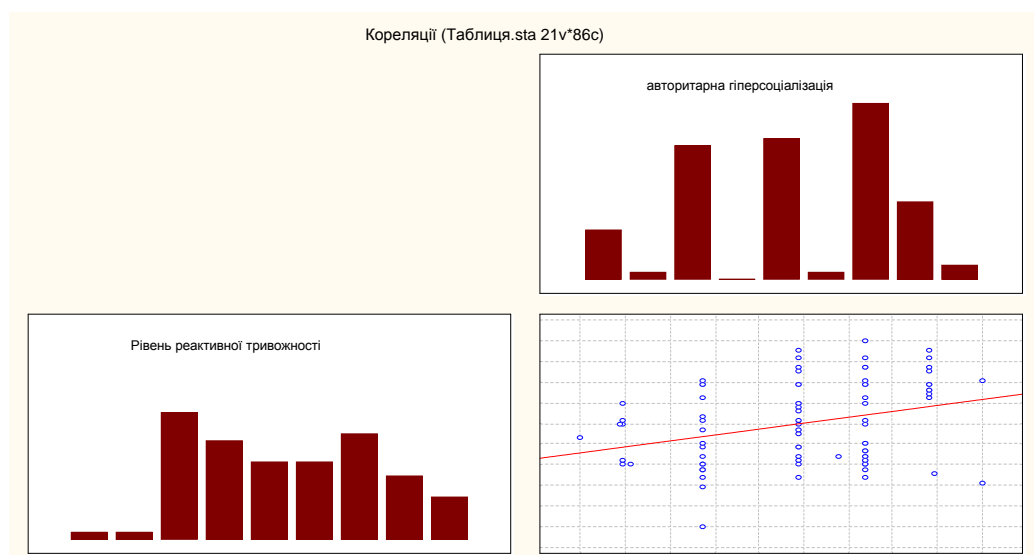 Кореляції (Таблиця.sta 21v*86c)
авторитарна гіперсоціалізація
Рівень реактивної тривожності